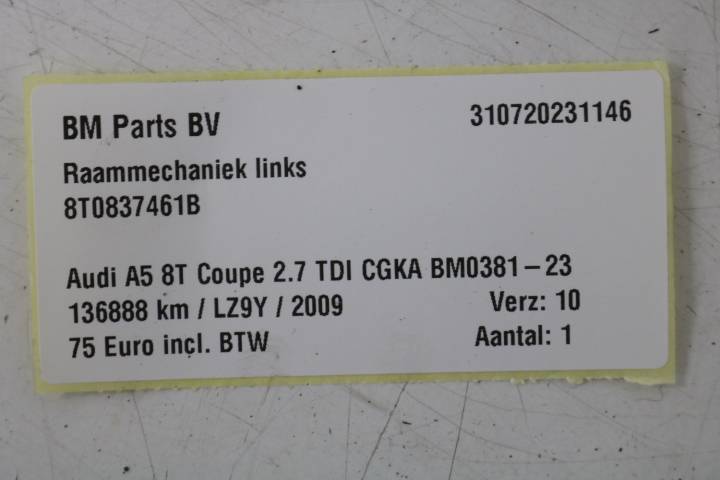 BM Parts BV 310720231146
Raammechaniek links
8T0837461B
Audi A5 8T Coupe 2.7 TDI CGKA BM0381-23
136888 km / LZ9Y / 2009 Verz: 10
75 Euro incl. BTW Aantal: 1